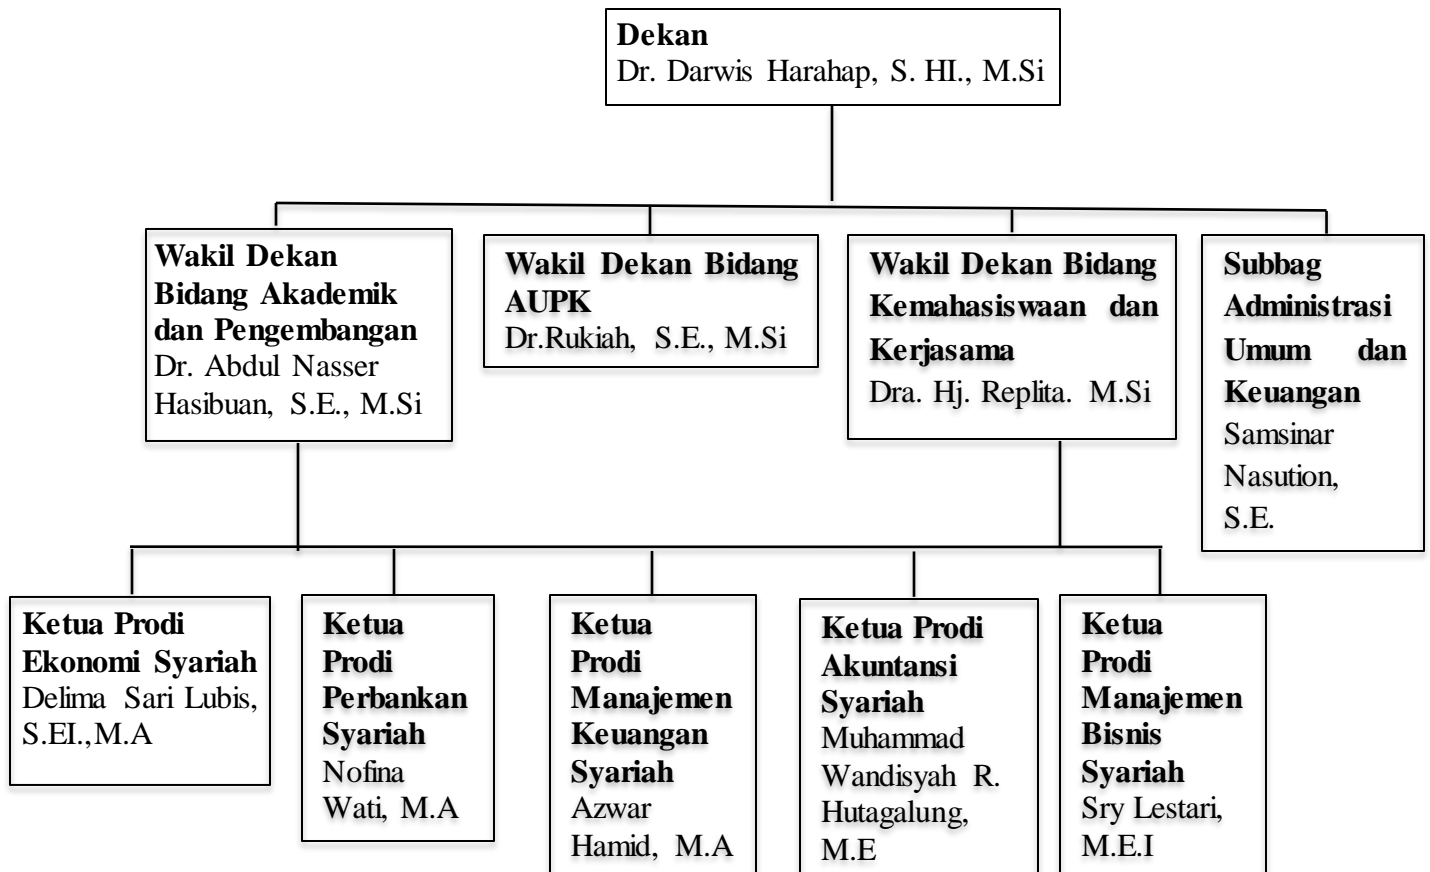 Dekan
Dr. Darwis Harahap, S. HI., M.Si
Wakil Dekan
Bidang Akademik
dan Pengembangan
Dr. Abdul Nasser
Hasibuan, S.E., M.Si
Wakil Dekan Bidang
AUPK
Dr.Rukiah, S.E., M.Si
Wakil Dekan Bidang
Kemahasiswaan dan
Kerjasama
Dra. Hj. Replita. M.Si
Subbag
Administrasi
Umum dan
Keuangan
Samsinar
Nasution,
S.E.
Ketua Prodi
Ekonomi Syariah
Delima Sari Lubis,
S.EI.,M.A
Ketua
Prodi
Perbankan
Syariah
Nofina
Wati, M.A
Ketua
Prodi
Manajemen
Keuangan
Syariah
Azwar
Hamid, M.A
Ketua Prodi
Akuntansi
Syariah
Muhammad
Wandisyah R.
Hutagalung,
M.E
Ketua
Prodi
Manajemen
Bisnis
Syariah
Sry Lestari,
M.E.I